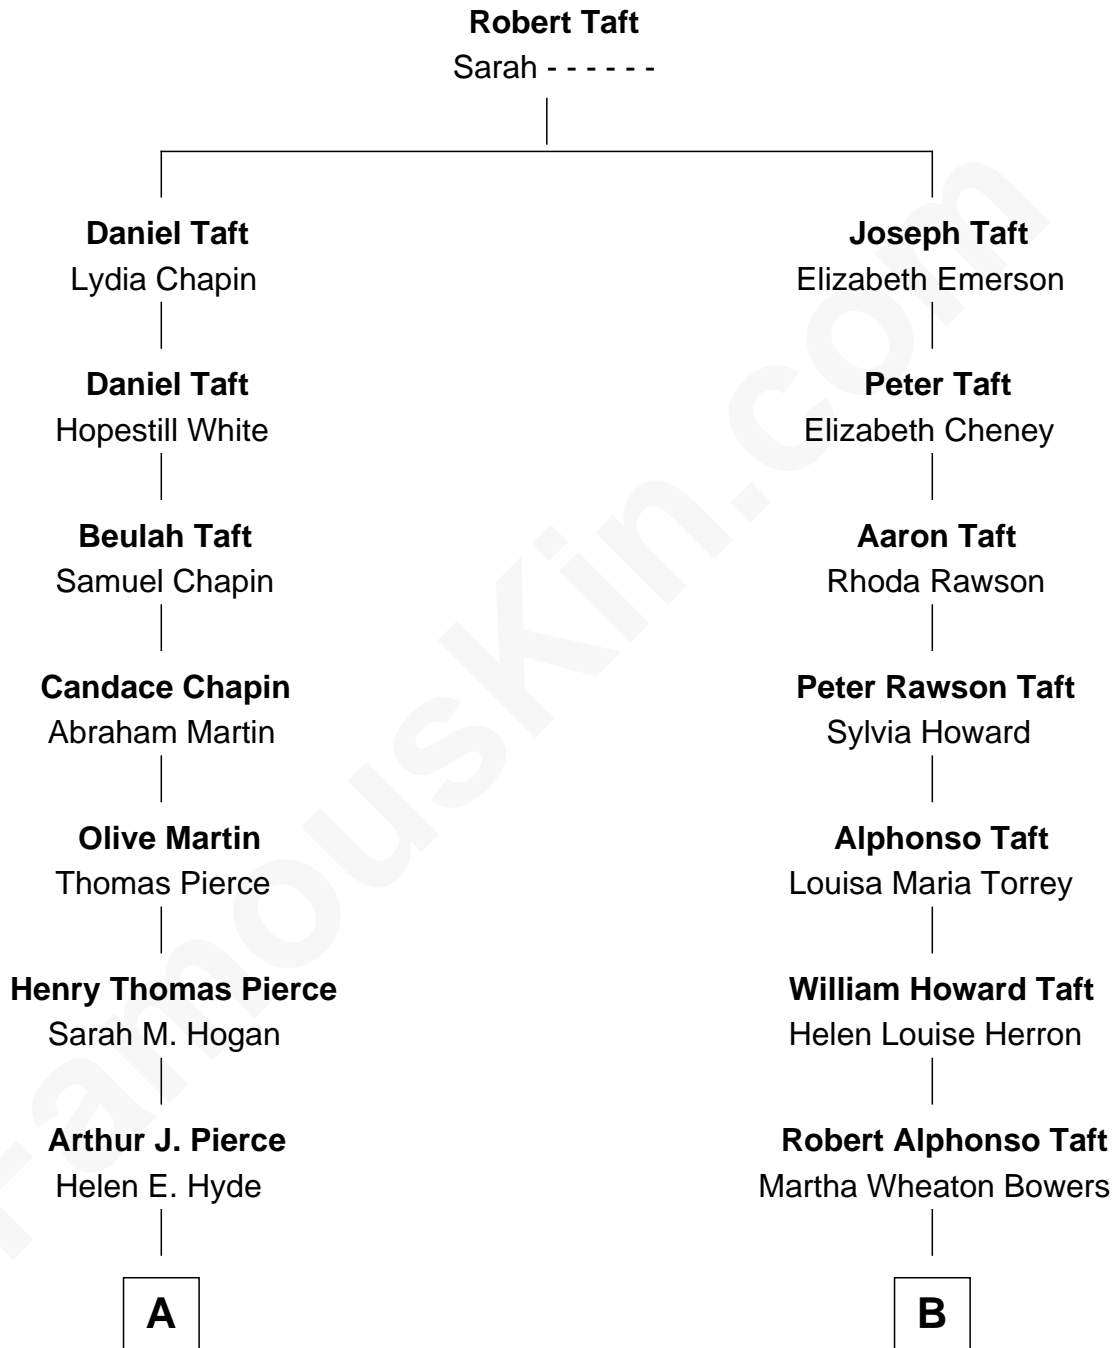 Robert Taft
Sarah - - - - - -
Daniel Taft
Lydia Chapin
Joseph Taft
Elizabeth Emerson
Daniel Taft
Hopestill White
Peter Taft
Elizabeth Cheney
Beulah Taft
Samuel Chapin
Aaron Taft
Rhoda Rawson
Candace Chapin
Abraham Martin
Peter Rawson Taft
Sylvia Howard
Olive Martin
Thomas Pierce
Alphonso Taft
Louisa Maria Torrey
Henry Thomas Pierce
Sarah M. Hogan
William Howard Taft
Helen Louise Herron
Arthur J. Pierce
Helen E. Hyde
Robert Alphonso Taft
Martha Wheaton Bowers
A
B
FamousKin.com